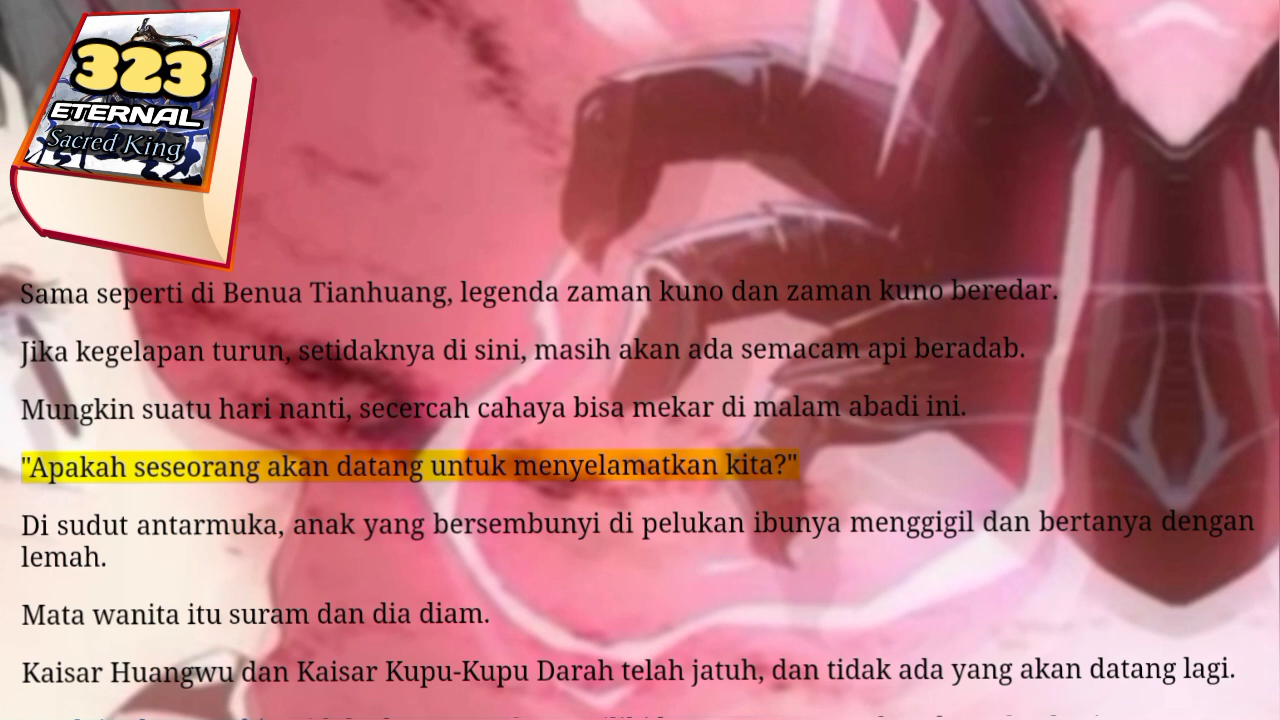 323
ETERNAL
Sacred King
Sama seperti di Benua Tianhuang, legenda zaman kuno dan zaman kuno beredar.
Jika kegelapan turun, setidaknya di sini, masih akan ada semacam api beradab.
Mungkin suatu hari nanti, secercah cahaya bisa mekar di malam abadi ini.
"Apakah seseorang akan datang untuk menyelamatkan kita?"
Di sudut antarmuka, anak yang bersembunyi di pelukan ibunya menggigil dan bertanya dengan
lemah.
Mata wanita itu suram dan dia diam.
Kaisar Huangwu dan Kaisar Kupu-Kupu Darah telah jatuh, dan tidak ada yang akan datang lagi.